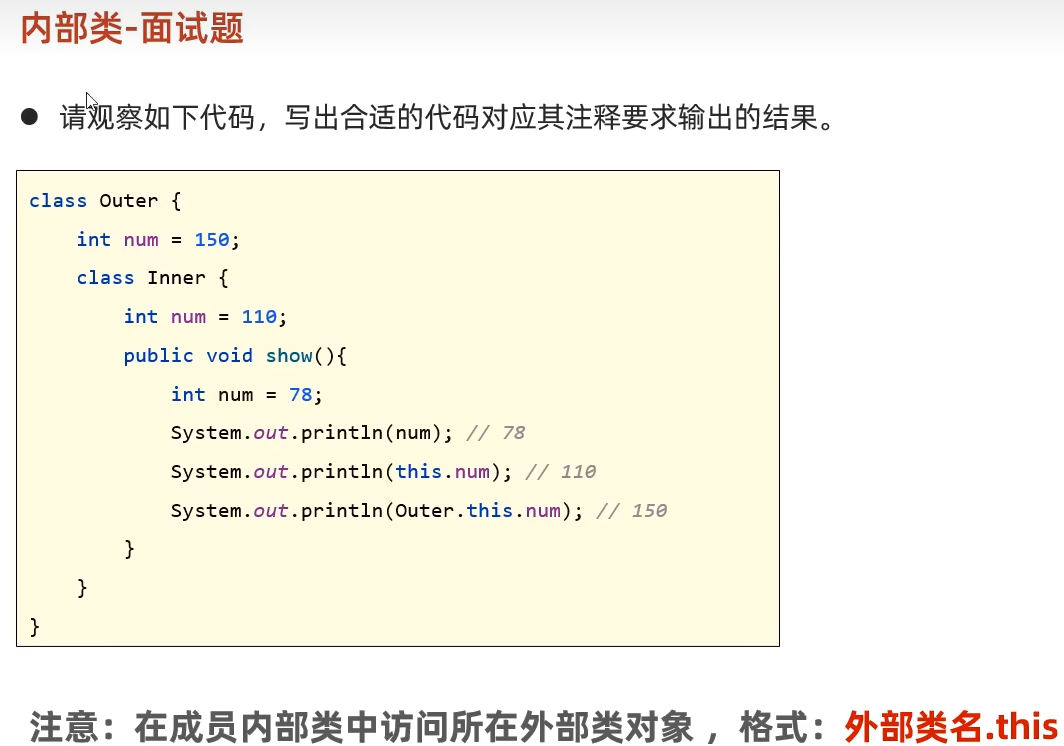 内部类-面试题
● 请观察如下代码，写出合适的代码对应其注释要求输出的结果。
class Outer {
    int num = 150;
    class Inner {
        int num = 110;
        public void show(){
            int num = 78;
            System.out.println(num); // 78
            System.out.println(this.num); // 110
            System.out.println(Outer.this.num); // 150
        }
    }
}
注意：在成员内部类中访问所在外部类对象 ，格式：外部类名.this